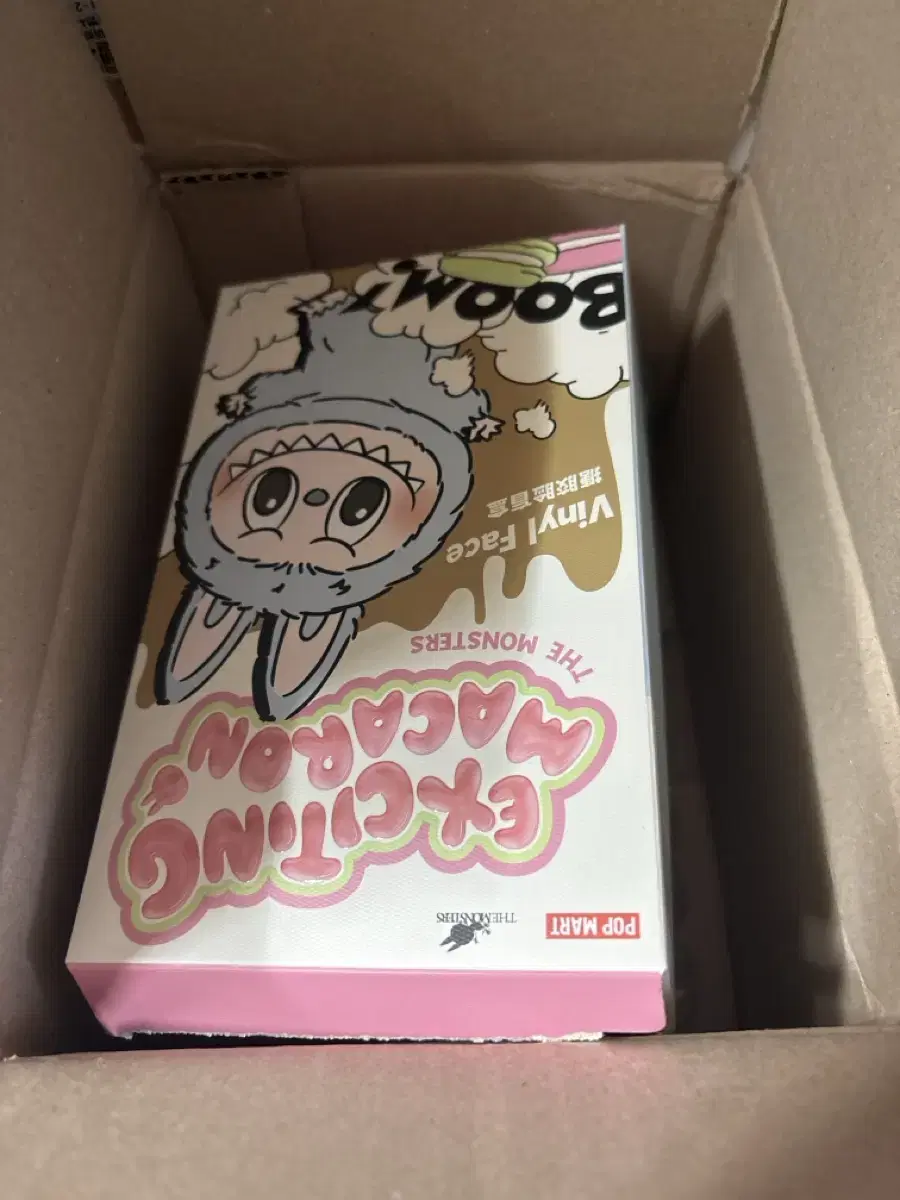 POP MART
THE MONSTERS
EXCITING
MACARON
THE MONSTERS
Vinyl Face
搪胶脸盲盒
BOOM!